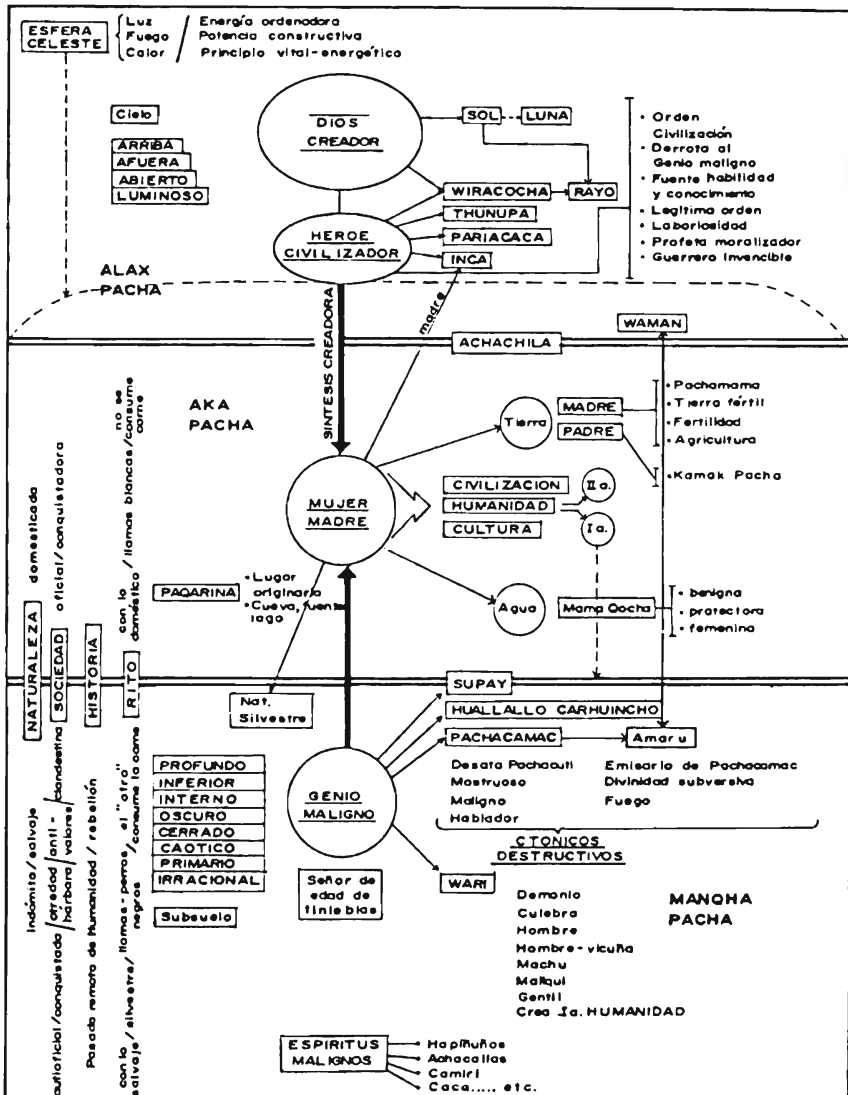 ESFERA
CELESTE
Luz / Energía ordenadora
Fuego / Potencia constructiva
Calor / Principio vital-energético
Cielo
ARRIBA
AFUERA
ABIERTO
LUMINOSO
ALAX
PACHA
DIOS
CREADOR
HEROE
CIVILIZADOR
SOL
LUNA
WIRACOCHA
RAYO
THUNUPA
PARIACACA
INCA
• Orden
Civilización
• Derrota al
Genio maligno
• Fuente habilidad
y conocimiento
• Legítima orden
• Laboriosidad
• Profeta moralizador
• Guerrero invencible
SINTESIS CREADORA
madre
WAMAN
ACHACHILA
AKA
PACHA
MUJER
MADRE
Tierra
MADRE
PADRE
• Pachamama
• Tierra fértil
• Fertilidad
• Agricultura
• Kamak Pacha
CIVILIZACION
HUMANIDAD
CULTURA
IIa.
Ia.
PAQARINA
• Lugar
originario
• Cueva, fuente
lago
Agua
Mama Qocha
• benigna
• protectora
• femenina
NATURALEZA
domesticada
indómito/salvaje
SOCIEDAD
oficial/conquistadora
clandestina
autioficial/conquistada/otredad/anti-
bárbara/valores
HISTORIA
Pasado remoto de Humanidad/rebelión
RITO
con lo
doméstico/llamas blancas/consume
no se
carne
con lo
salvaje/silvestre/llamas-perros
negros
el "otro"
/consume la carne
SUPAY
Nat.
Silvestre
HUALLALLO CARHUINCHO
PACHACAMAC
Amaru
PROFUNDO
INFERIOR
INTERNO
OSCURO
CERRADO
CAOTICO
PRIMARIO
IRRACIONAL
Subsuelo
GENIO
MALIGNO
Señor de
edad de
tinieblas
Desata Pachacuti
Mostruoso
Maligno
Hablador
Emisario de Pachacamac
Divinidad subversiva
Fuego
CTONICOS
DESTRUCTIVOS
WARI
Demonio
Culebra
Hombre
Hombre-vicuña
Machu
Mallqui
Gentil
Crea Ia. HUMANIDAD
MANQHA
PACHA
ESPIRITUS
MALIGNOS
Hapiñuños
Achacallas
Camiri
Caca....., etc.